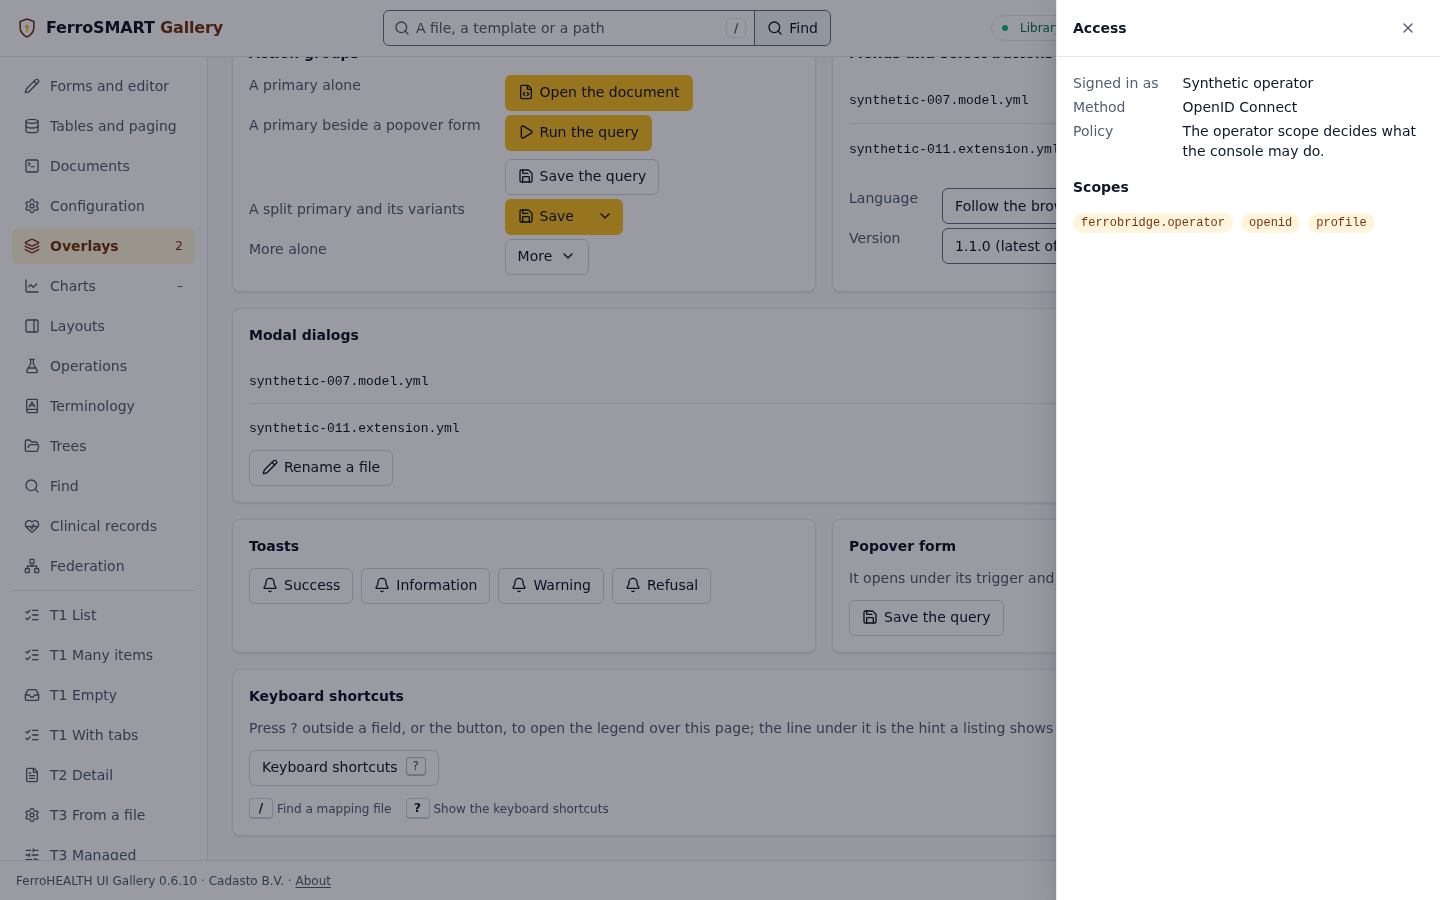 FerroSMART Gallery
A file, a template or a path
/
Find
Access
Signed in as Synthetic operator
Method OpenID Connect
Policy The operator scope decides what
the console may do.
Scopes
ferrobridge.operator openid profile
Forms and editor
Tables and paging
Documents
Configuration
Overlays 2
Charts –
Layouts
Operations
Terminology
Trees
Find
Clinical records
Federation
T1 List
T1 Many items
T1 Empty
T1 With tabs
T2 Detail
T3 From a file
T3 Managed
A primary alone
Open the document
A primary beside a popover form
Run the query
Save the query
A split primary and its variants
Save
More alone
More
synthetic-007.model.yml
synthetic-011.extension.yml
Language
Follow the bro
Version
1.1.0 (latest of
Modal dialogs
synthetic-007.model.yml
synthetic-011.extension.yml
Rename a file
Toasts
Success
Information
Warning
Refusal
Popover form
It opens under its trigger and
Save the query
Keyboard shortcuts
Press ? outside a field, or the button, to open the legend over this page; the line under it is the hint a listing shows
Keyboard shortcuts ?
/ Find a mapping file ? Show the keyboard shortcuts
FerroHEALTH UI Gallery 0.6.10 · Cadasto B.V. · About